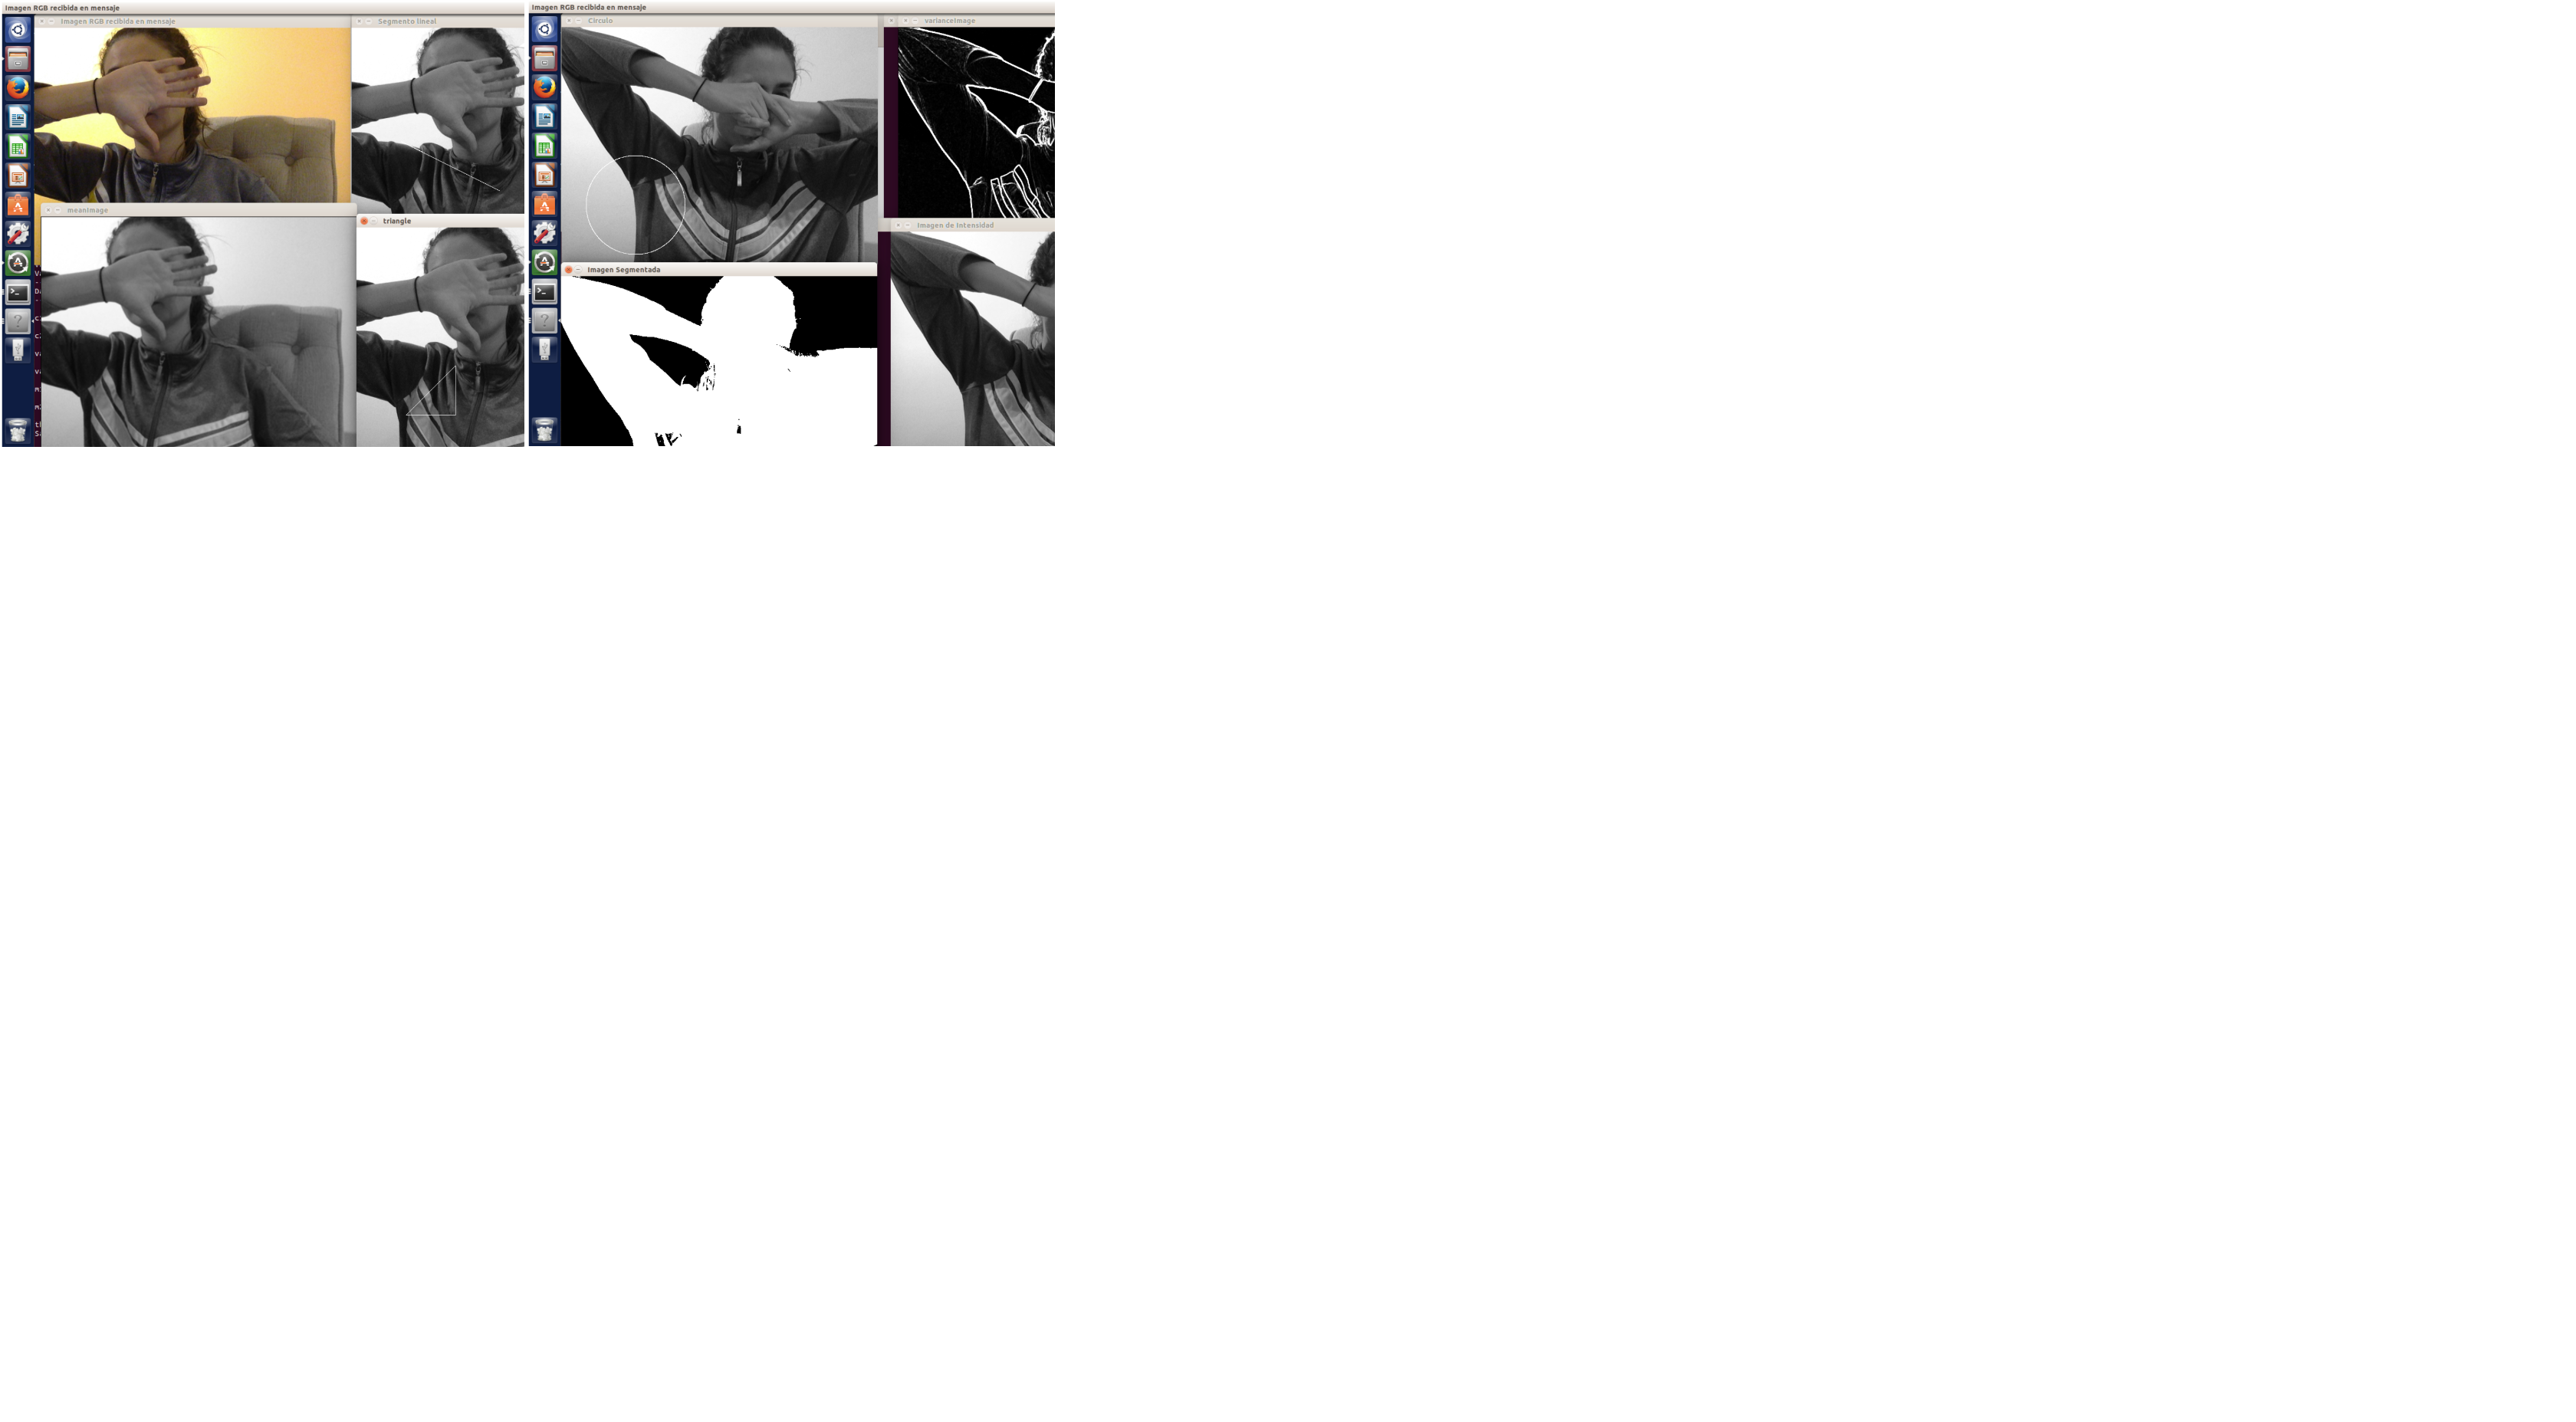 Imagen RGB recibida en mensaje
Imagen RGB recibida en mensaje
Segmento lineal
meanImage
triangle
Imagen RGB recibida en mensaje
Círculo
varianceImage
Imagen Segmentada
Imagen de Intensidad